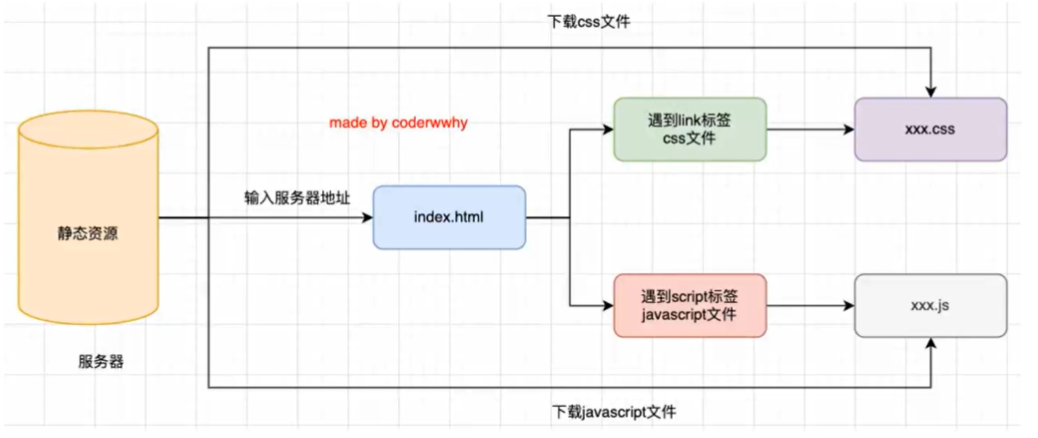 下载css文件
made by coderwwhy
遇到link标签
css文件
xxx.css
输入服务器地址
index.html
静态资源
遇到script标签
javascript文件
xxx.js
服务器
下载javascript文件